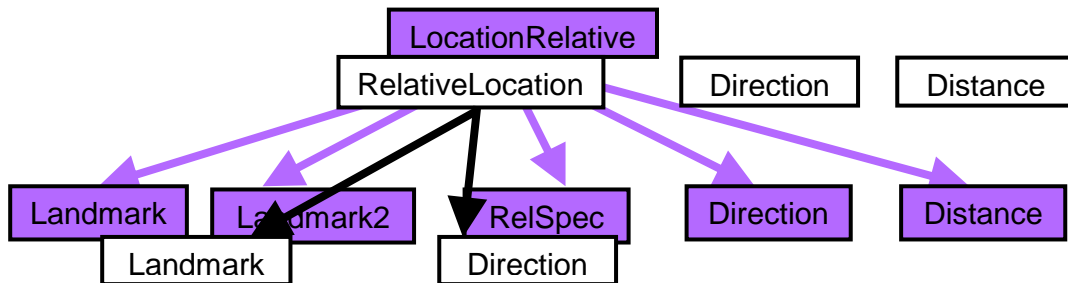 LocationRelative
RelativeLocation
Direction
Distance
Landmark
Landmark2
RelSpec
Direction
Distance
Landmark
Direction